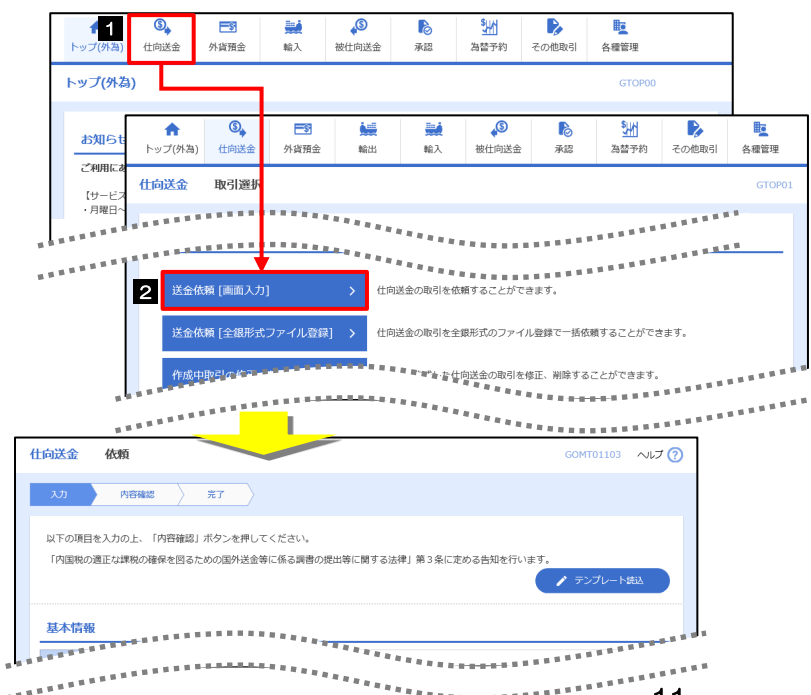 1
トップ(外為) 仕向送金 外貨預金 輸入 被仕向送金 承認 為替予約 その他取引 各種管理
トップ(外為) GTOP00
お知らせ
ご利用にあ
【サービス
・月曜日～
トップ(外為) 仕向送金 外貨預金 輸出 輸入 被仕向送金 承認 為替予約 その他取引 各種管理
仕向送金 取引選択 GTOP01
2
送金依頼 [画面入力] 仕向送金の取引を依頼することができます。
送金依頼 [全銀形式ファイル登録] 仕向送金の取引を全銀形式のファイル登録で一括依頼することができます。
作成中取引の た仕向送金の取引を修正、削除することができます。
仕向送金 依頼 GOMT01103 ヘルプ ?
入力 内容確認 完了
以下の項目を入力の上、「内容確認」ボタンを押してください。
「内国税の適正な課税の確保を図るための国外送金等に係る調書の提出等に関する法律」第３条に定める告知を行います。
テンプレート読込
基本情報
11